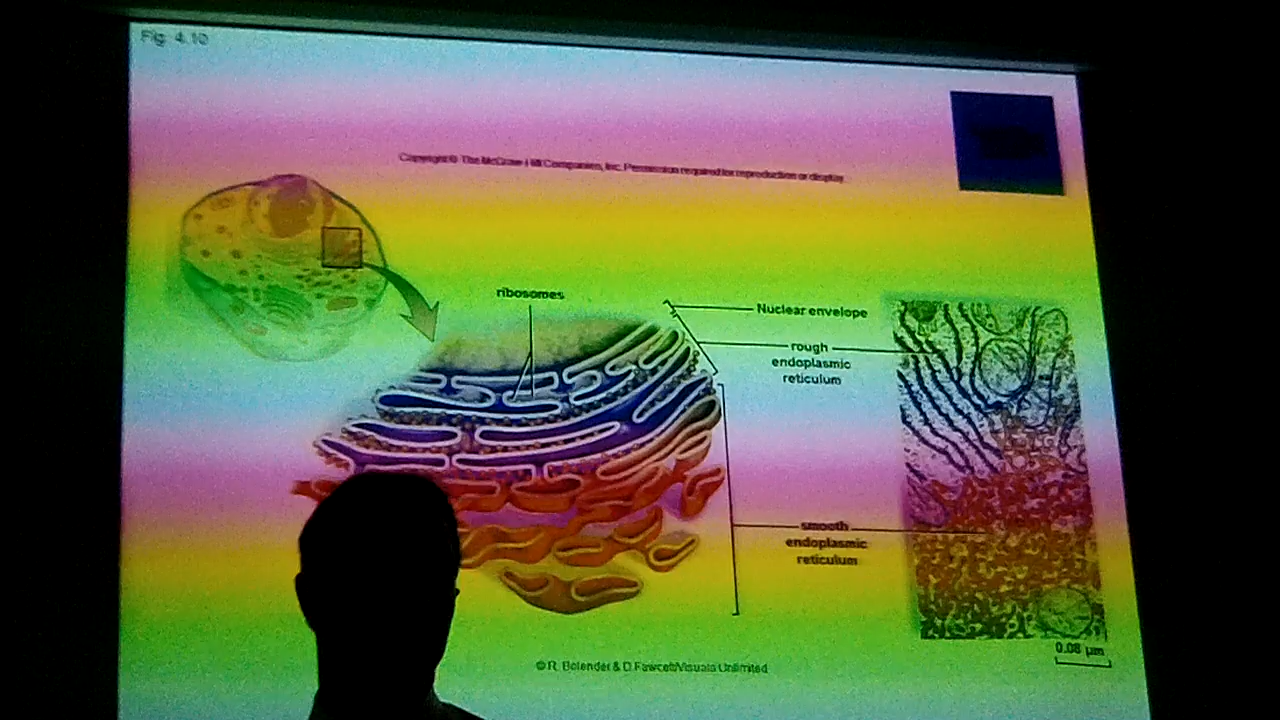 Fig. 4.10
Copyright © The McGraw-Hill Companies, Inc. Permission required for reproduction or display.
ribosomes
Nuclear envelope
rough
endoplasmic
reticulum
smooth
endoplasmic
reticulum
0.08 µm
© R. Bolender & D. Fawcett/Visuals Unlimited